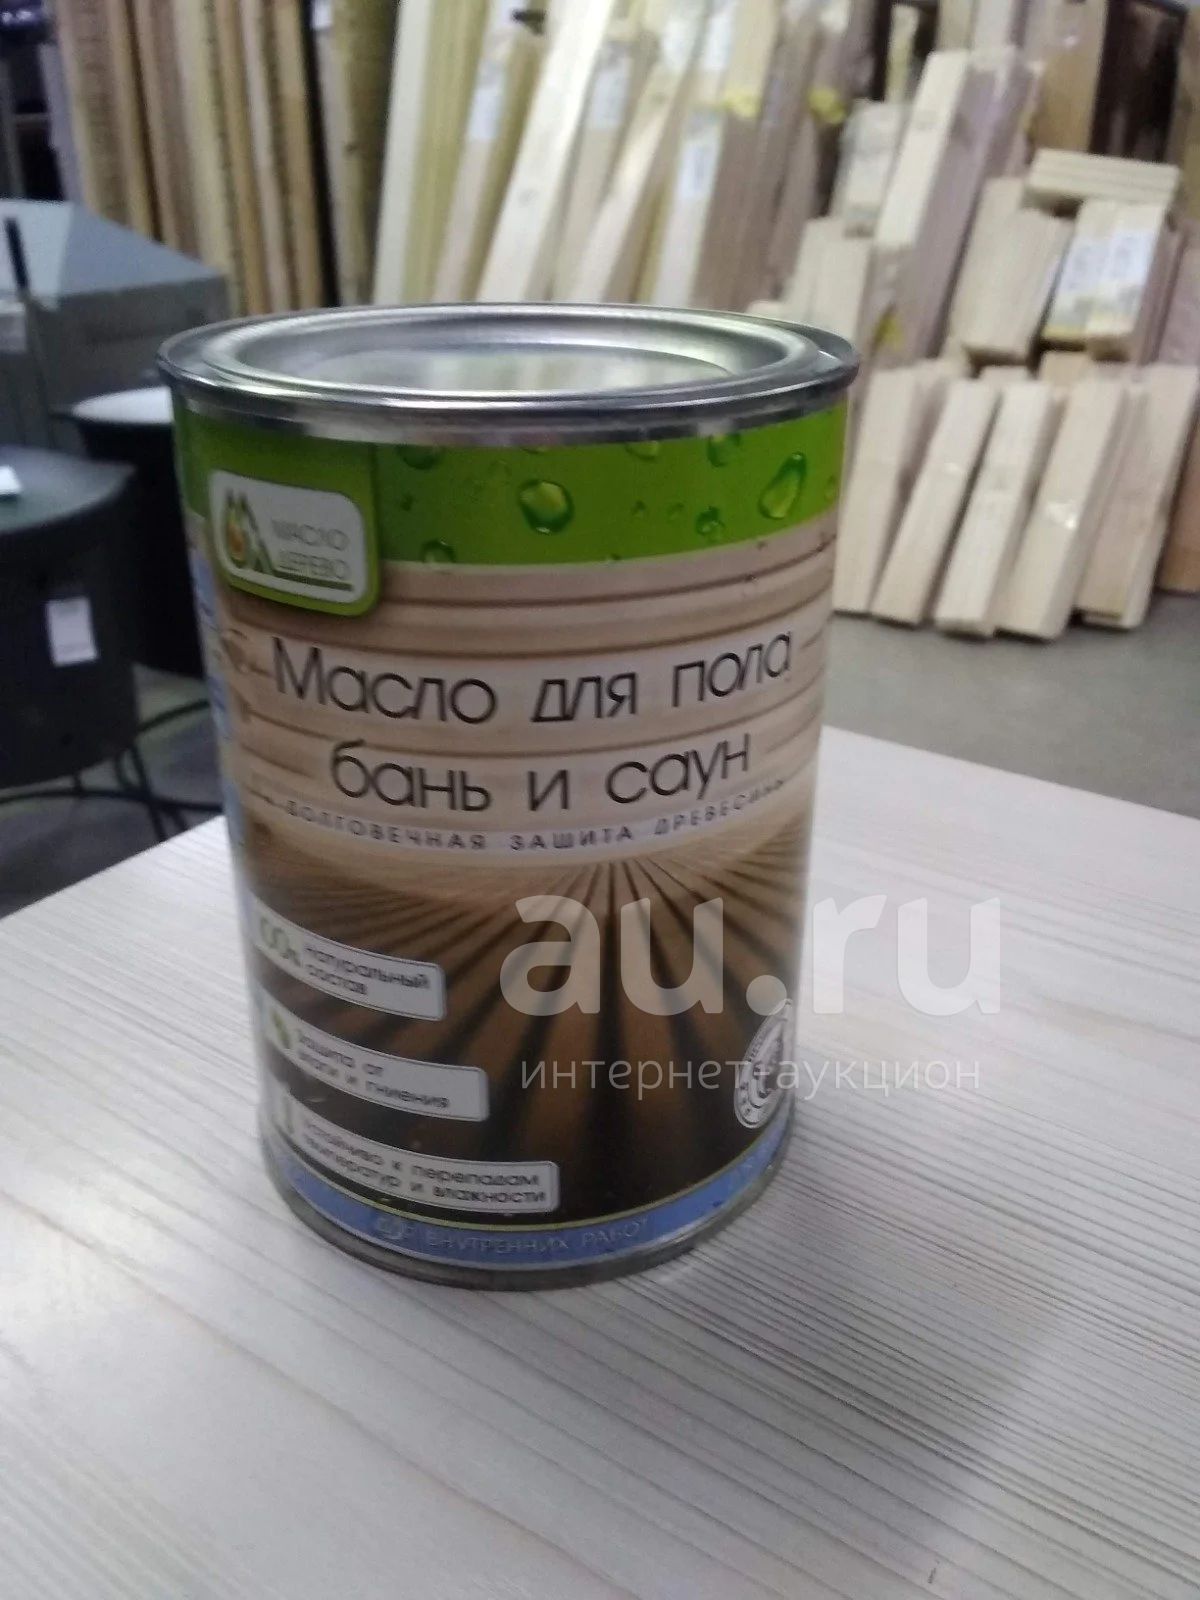 МАСЛО
ДЕРЕВО
Масло для пола
бань и саун
ДОЛГОВЕЧНАЯ ЗАЩИТА ДРЕВЕСИНЫ
100% натуральный
состав
Защита от
влаги и гниения
Устойчиво к перепадам
температур и влажности
ДЛЯ ВНУТРЕННИХ РАБОТ
au.ru
интернет-аукцион